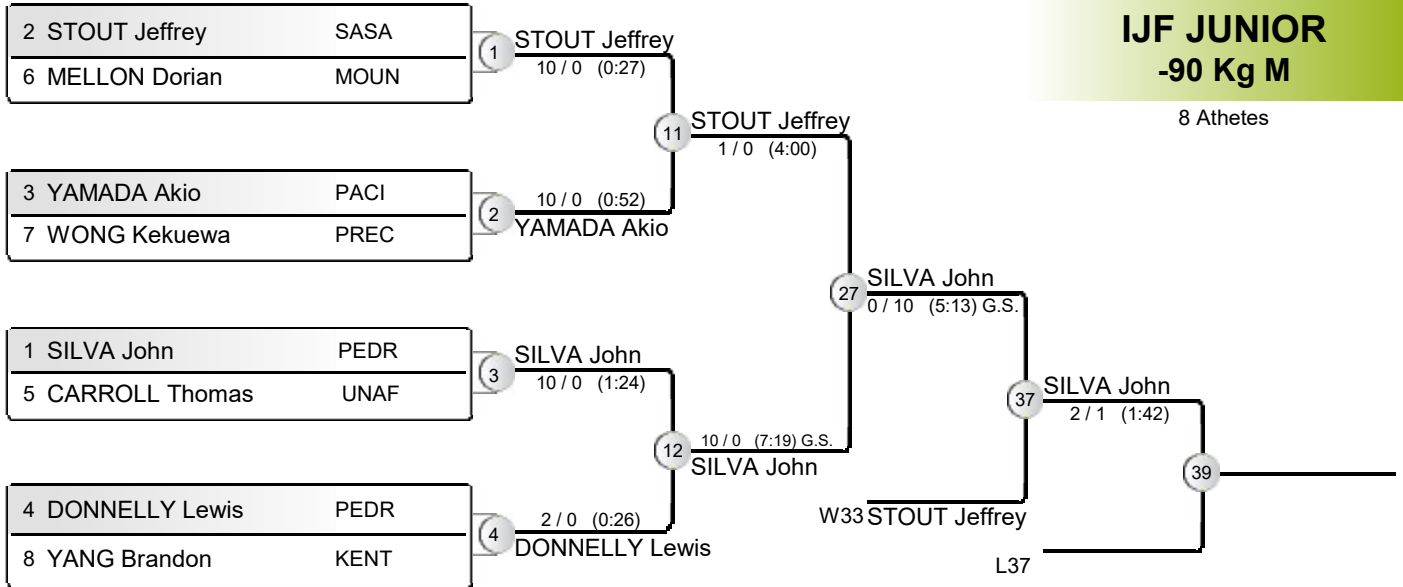 IJF JUNIOR
-90 Kg M
8 Athetes
2 STOUT Jeffrey SASA
6 MELLON Dorian MOUN
1
STOUT Jeffrey
10 / 0 (0:27)
11
STOUT Jeffrey
1 / 0 (4:00)
3 YAMADA Akio PACI
7 WONG Kekuewa PREC
2
10 / 0 (0:52)
YAMADA Akio
27
SILVA John
0 / 10 (5:13) G.S.
1 SILVA John PEDR
5 CARROLL Thomas UNAF
3
SILVA John
10 / 0 (1:24)
37
SILVA John
2 / 1 (1:42)
12
10 / 0 (7:19) G.S.
SILVA John
39
4 DONNELLY Lewis PEDR
8 YANG Brandon KENT
4
2 / 0 (0:26)
DONNELLY Lewis
W33 STOUT Jeffrey
L37